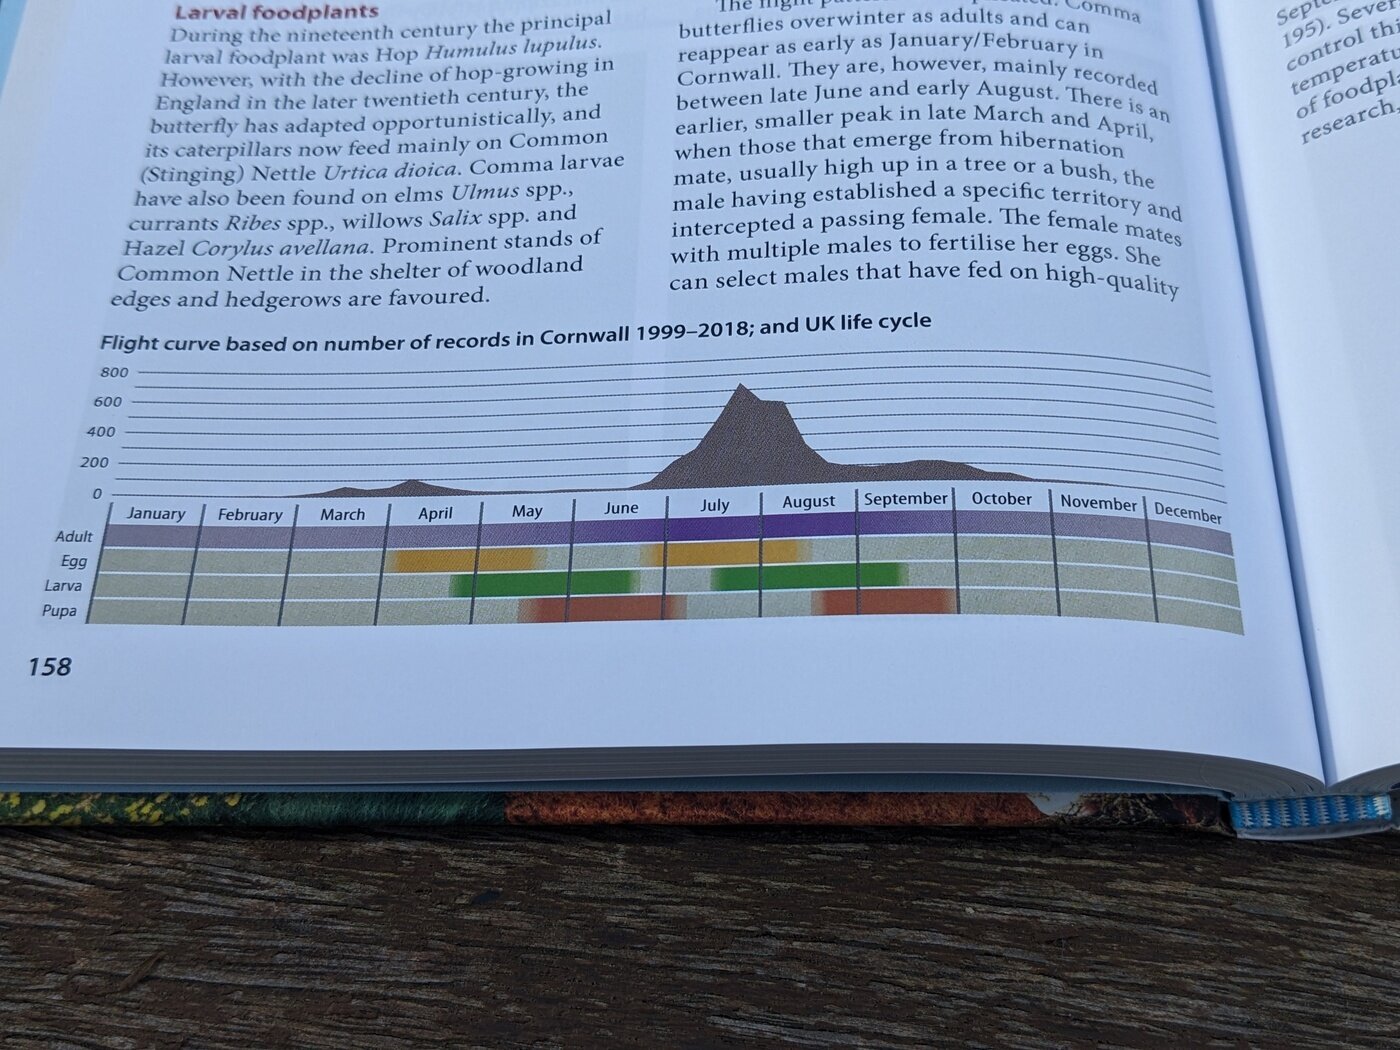 Larval foodplants
During the nineteenth century the principal
larval foodplant was Hop Humulus lupulus.
However, with the decline of hop-growing in
England in the later twentieth century, the
butterfly has adapted opportunistically, and
its caterpillars now feed mainly on Common
(Stinging) Nettle Urtica dioica. Comma larvae
have also been found on elms Ulmus spp.,
currants Ribes spp., willows Salix spp. and
Hazel Corylus avellana. Prominent stands of
Common Nettle in the shelter of woodland
edges and hedgerows are favoured.
The flight Comma
butterflies overwinter as adults and can
reappear as early as January/February in
Cornwall. They are, however, mainly recorded
between late June and early August. There is an
earlier, smaller peak in late March and April,
when those that emerge from hibernation
mate, usually high up in a tree or a bush, the
male having established a specific territory and
intercepted a passing female. The female mates
with multiple males to fertilise her eggs. She
can select males that have fed on high-quality
Flight curve based on number of records in Cornwall 1999–2018; and UK life cycle
800
600
400
200
0
January February March April May June July August September October November December
Adult
Egg
Larva
Pupa
158
195). Seve
control thi
temperatu
of foodpl
research,